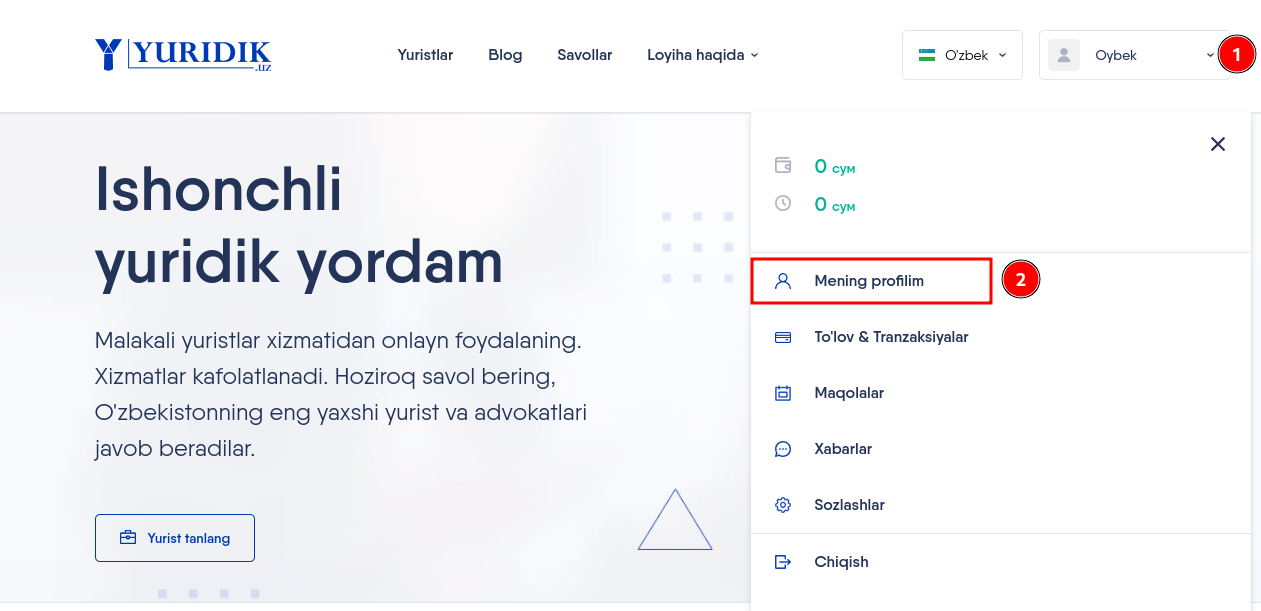 YURIDIK
.UZ
Yuristlar Blog Savollar Loyiha haqida
O'zbek
Oybek
1
Ishonchli
yuridik yordam
Malakali yuristlar xizmatidan onlayn foydalaning.
Xizmatlar kafolatlanadi. Hoziroq savol bering,
O'zbekistonning eng yaxshi yurist va advokatlari
javob beradilar.
Yurist tanlang
0 сум
0 сум
Mening profilim
2
To'lov & Tranzaksiyalar
Maqolalar
Xabarlar
Sozlashlar
Chiqish